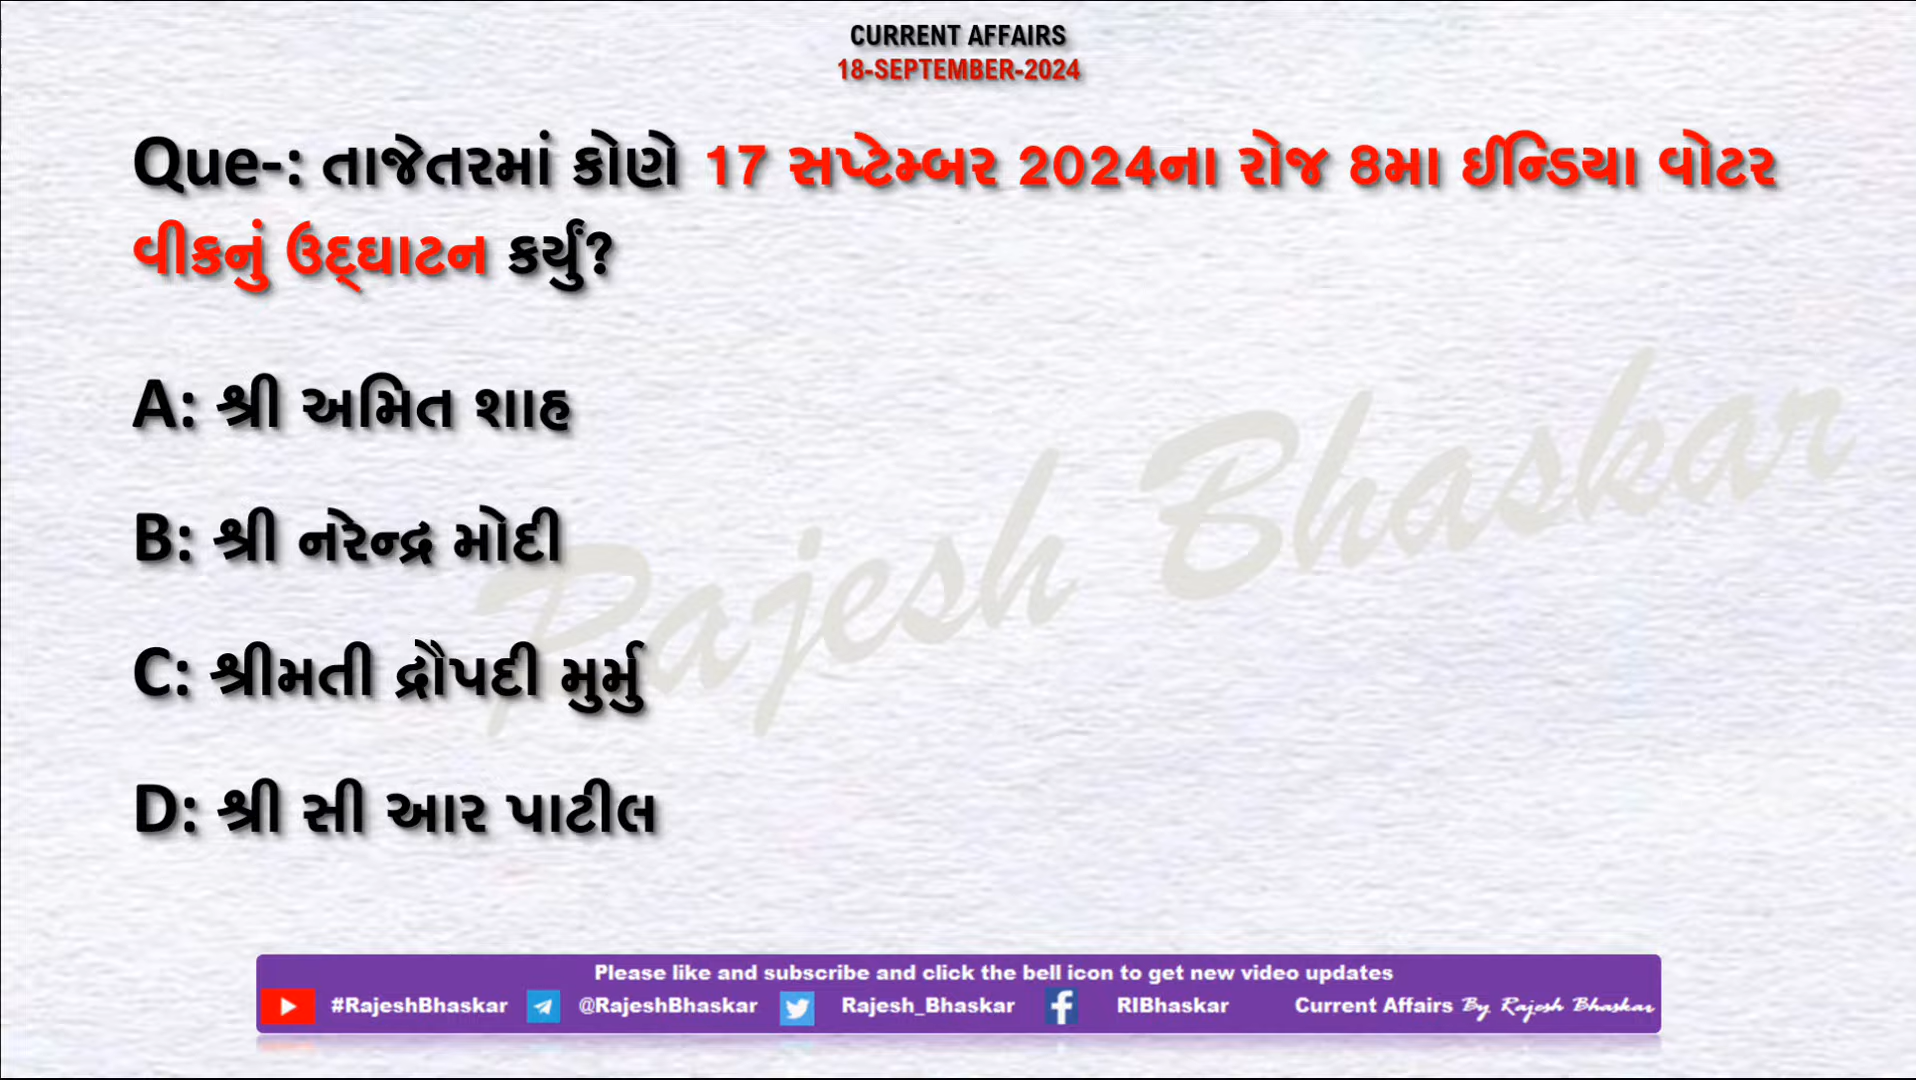 CURRENT AFFAIRS
18-SEPTEMBER-2024
Que-: તાજેતરમાં કોણે 17 સપ્ટેમ્બર 2024ના રોજ 8મા ઈન્ડિયા વોટર
વીકનું ઉદ્‌ઘાટન કર્યું?
A: શ્રી અમિત શાહ
B: શ્રી નરેન્દ્ર મોદી
C: શ્રીમતી દ્રૌપદી મુર્મુ
D: શ્રી સી આર પાટીલ
Rajesh Bhaskar
Please like and subscribe and click the bell icon to get new video updates
#RajeshBhaskar @RajeshBhaskar Rajesh_Bhaskar RIBhaskar Current Affairs By Rajesh Bhaskar